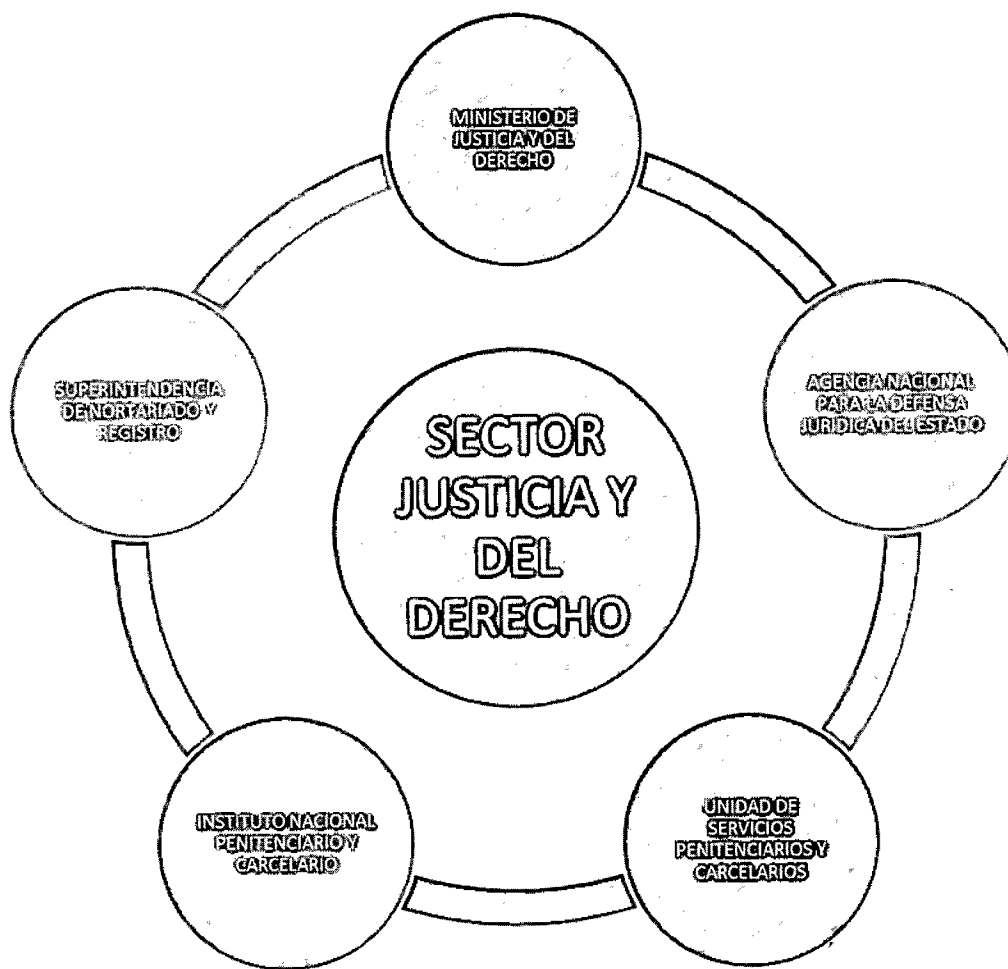 MINISTERIO DE
JUSTICIA Y DEL
DERECHO
SUPERINTENDENCIA
DE NORTARIADO Y
REGISTRO
AGENCIA NACIONAL
PARA LA DEFENSA
JURIDICA DEL ESTADO
SECTOR
JUSTICIA Y
DEL
DERECHO
INSTITUTO NACIONAL
PENITENCIARIO Y
CARCELARIO
UNIDAD DE
SERVICIOS
PENITENCIARIOS Y
CARCELARIOS